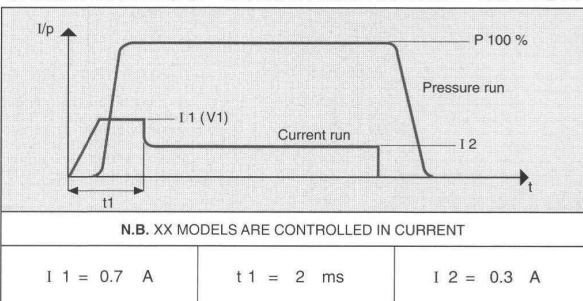 I/p
P 100 %
Pressure run
I 1 (V1)
Current run
I 2
t
t1
N.B. XX MODELS ARE CONTROLLED IN CURRENT
I 1 = 0.7 A
t 1 = 2 ms
I 2 = 0.3 A